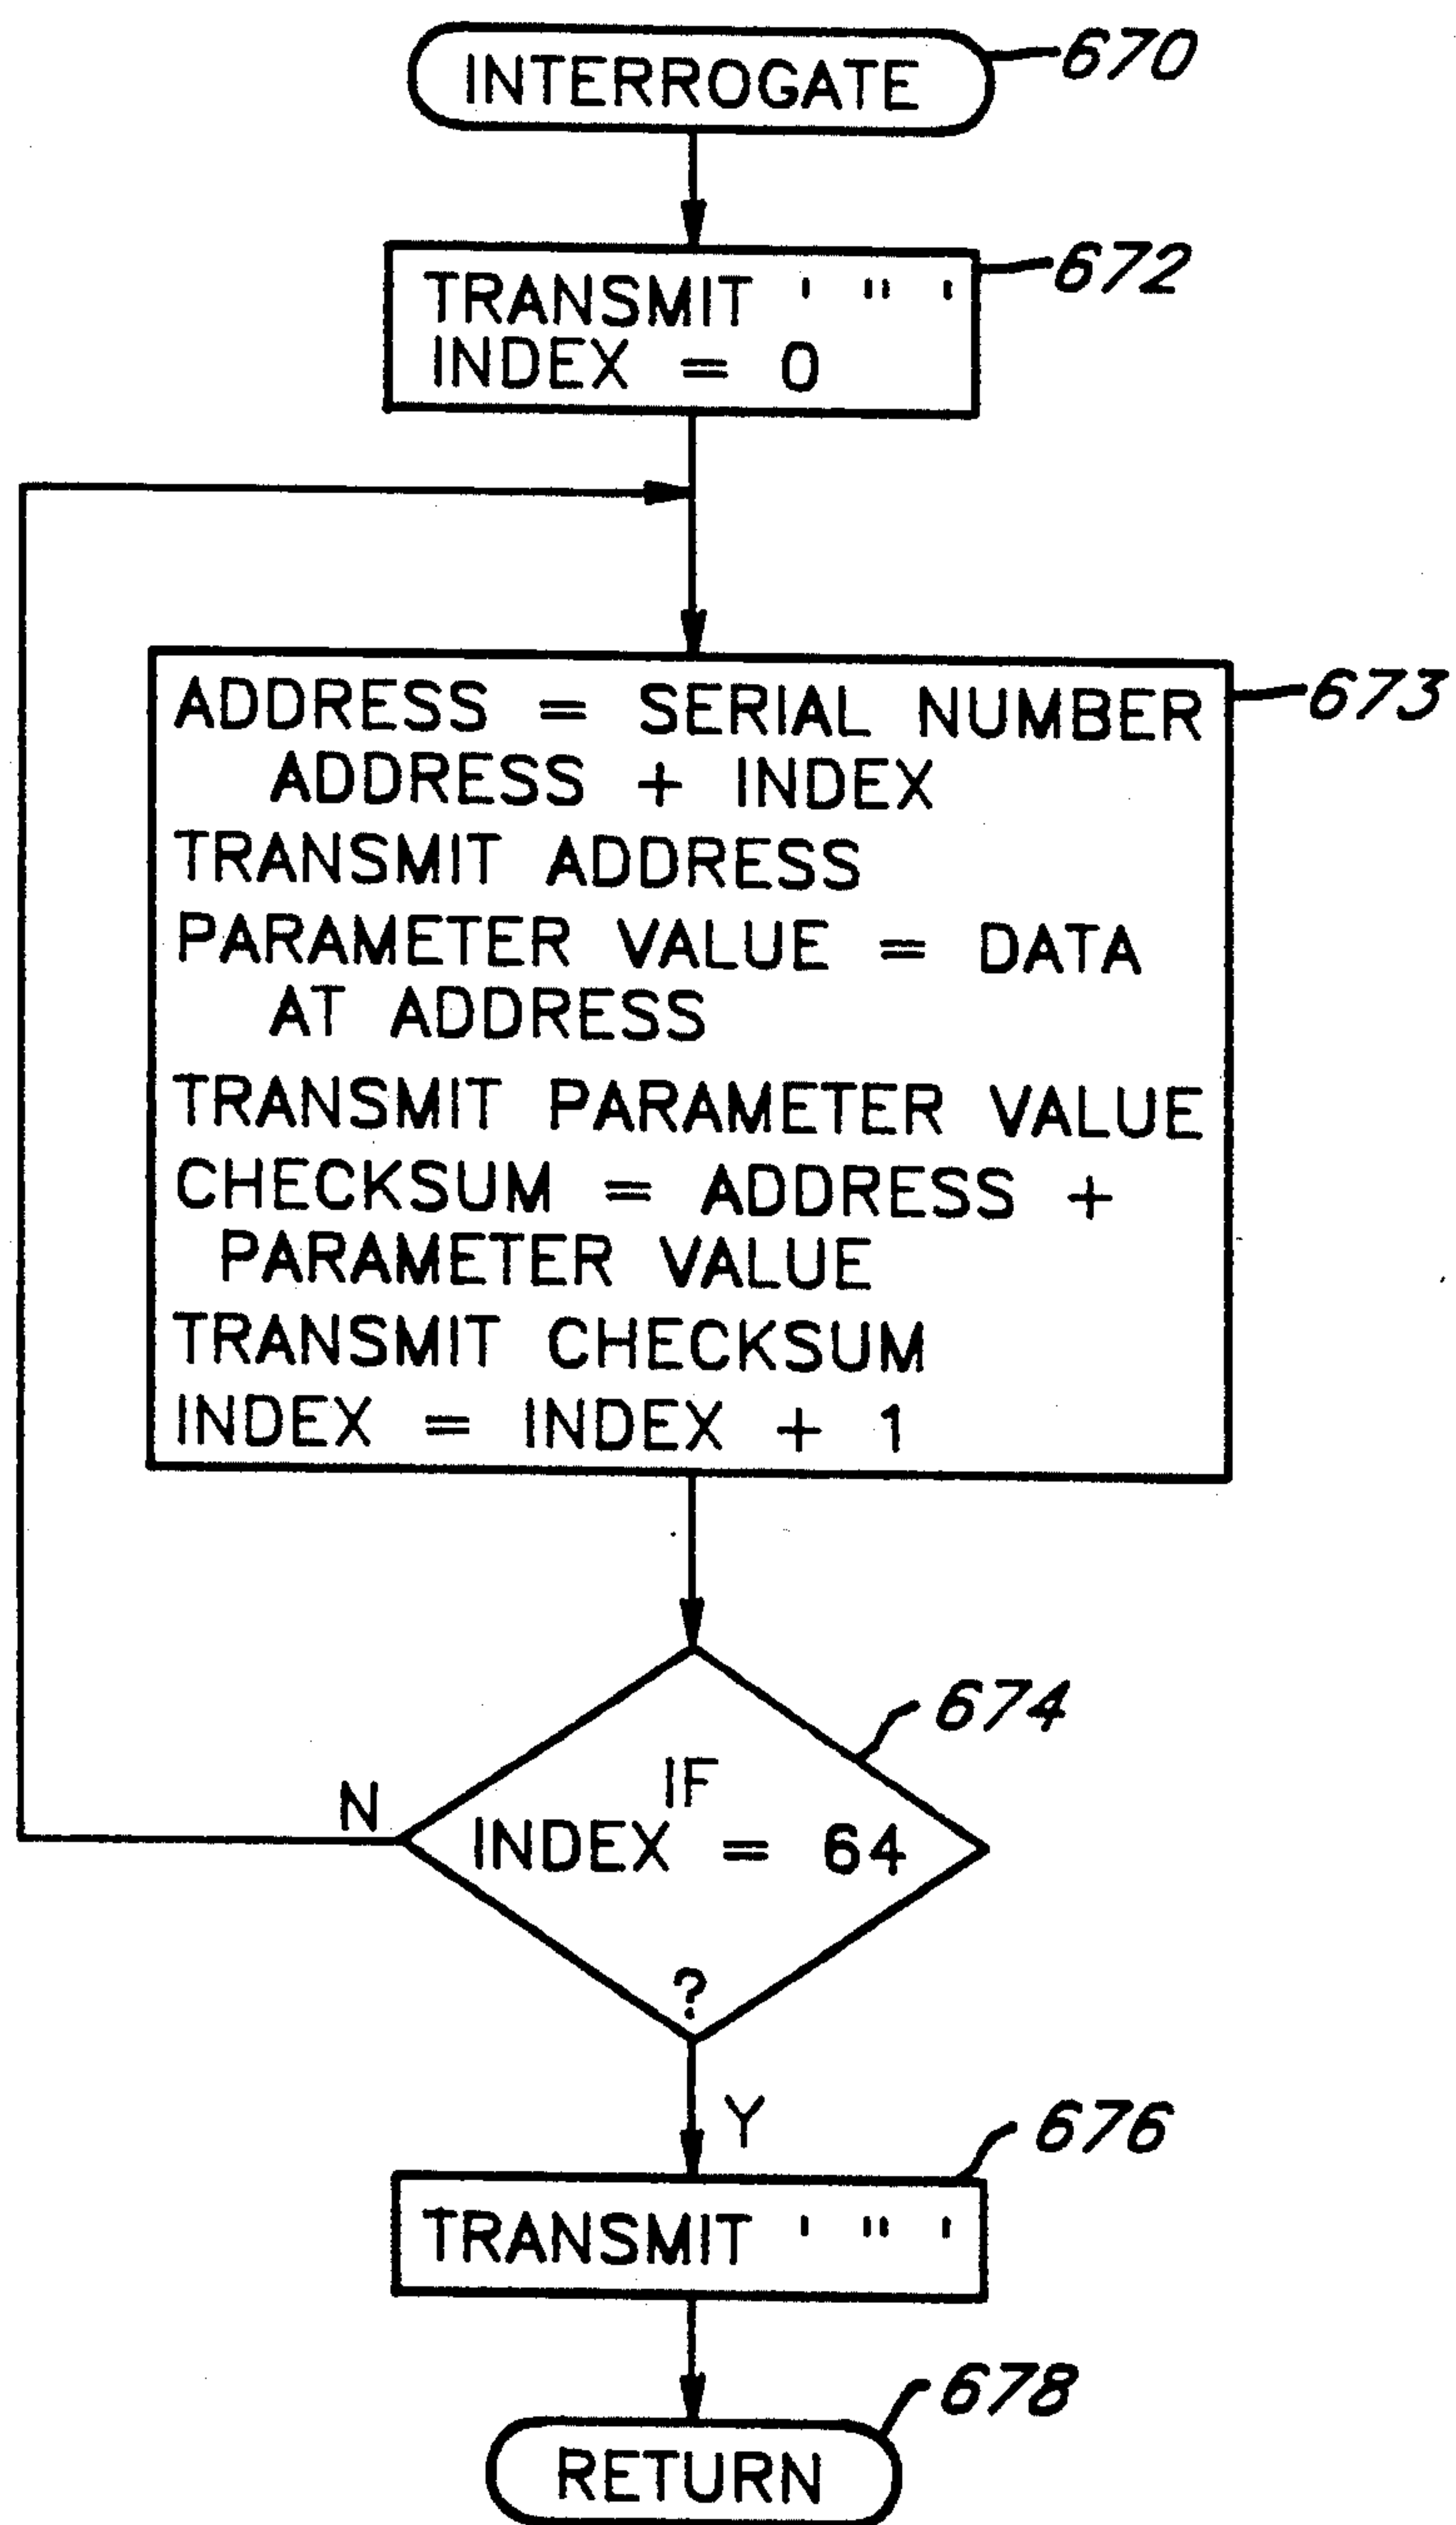 INTERROGATE
670
TRANSMIT ' " '
672
INDEX = 0
ADDRESS = SERIAL NUMBER
673
ADDRESS + INDEX
TRANSMIT ADDRESS
PARAMETER VALUE = DATA
AT ADDRESS
TRANSMIT PARAMETER VALUE
CHECKSUM = ADDRESS +
PARAMETER VALUE
TRANSMIT CHECKSUM
INDEX = INDEX + 1
674
IF
N
INDEX = 64
?
Y
676
TRANSMIT ' " '
678
RETURN